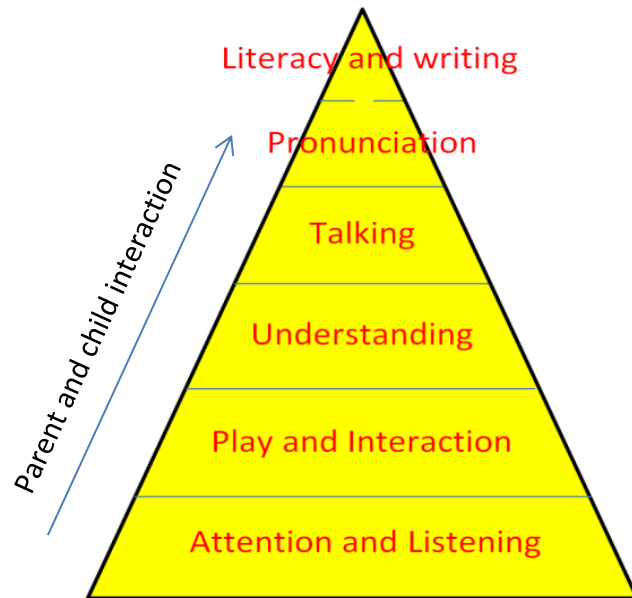 Literacy and writing
Pronunciation
Talking
Understanding
Play and Interaction
Attention and Listening
Parent and child interaction